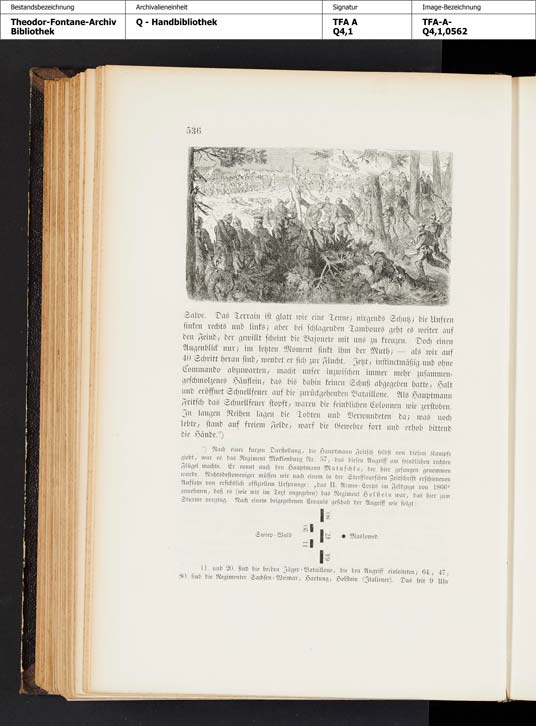 Bestandsbezeichnung
Theodor-Fontane-Archiv
Bibliothek
Archivalieneinheit
Q - Handbibliothek
Signatur
TFA A
Q4,1
Image-Bezeichnung
TFA-A-
Q4,1,0562
536
Salve. Das Terrain ist glatt wie eine Tenne; nirgends Schutz; die Unsren
sinken rechts und links; aber bei schlagenden Tambours geht es weiter auf
den Feind, der gewillt scheint die Bajonete mit uns zu kreuzen. Doch einen
Augenblick nur; im letzten Moment sinkt ihm der Muth; — als wir auf
40 Schritt heran sind, wendet er sich zur Flucht. Jetzt, instinctmäßig und ohne
Commando abzuwarten, macht unser inzwischen immer mehr zusammen-
geschmolzenes Häuflein, das bis dahin keinen Schuß abgegeben hatte, Halt
und eröffnet Schnellfeuer auf die zurückgehenden Bataillone. Als Hauptmann
Fritsch das Schnellfeuer stopft, waren die feindlichen Colonnen wie zerstoben.
In langen Reihen lagen die Todten und Verwundeten da; was noch
lebte, stand auf freiem Felde, warf die Gewehre fort und erhob bittend
die Hände.*)
*) Nach einer kurzen Darstellung, die Hauptmann Fritsch selbst von diesem Kampfe
giebt, war es das Regiment Mecklenburg Nr. 57, das diesen Angriff am feindlichen rechten
Flügel machte. Er nennt auch den Hauptmann Matuschka, der hier gefangen genommen
wurde. Nichtsdestoweniger müssen wir nach einem in der Streffleurschen Zeitschrift erschienenen
Aufsatz von ersichtlich offiziellem Ursprunge: „das II. Armee-Corps im Feldzuge von 1866“
annehmen, daß es (wie wir im Text angegeben) das Regiment Holstein war, das hier zum
Sturme vorging. Nach einem beigegebenen Croquis geschah der Angriff wie folgt:
Swiep-Wald
11. 20.
64. 47. 80.
Maslowed
11. und 20. sind die beiden Jäger-Bataillone, die den Angriff einleiteten; 64., 47.,
80. sind die Regimenter Sachsen-Weimar, Hartung, Holstein (Italiener). Das seit 9 Uhr